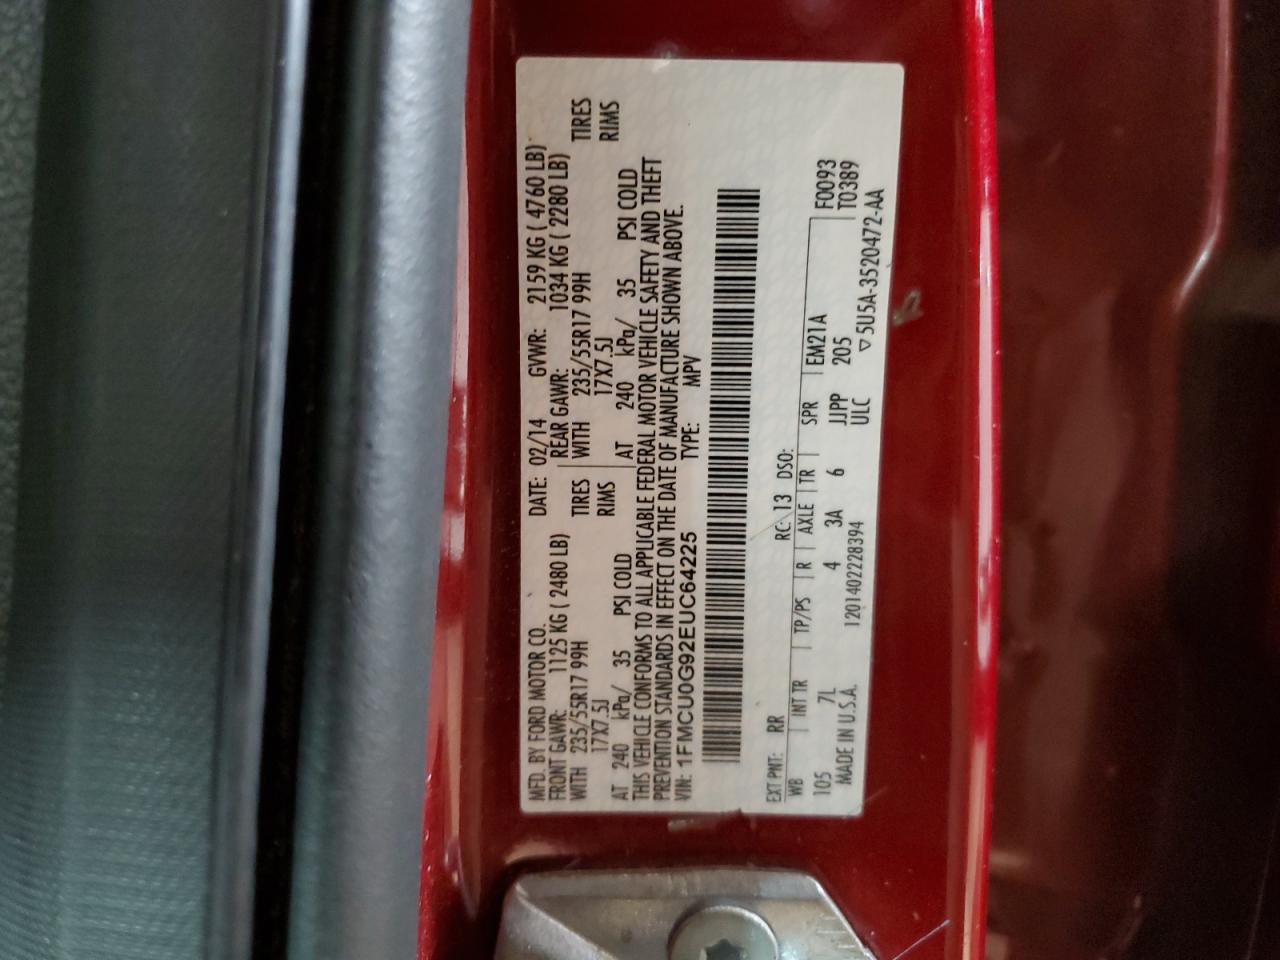 MFD. BY FORD MOTOR CO. DATE: 02/14 GVWR: 2159 KG ( 4760 LB)
FRONT GAWR: 1125 KG ( 2480 LB) REAR GAWR: 1034 KG ( 2280 LB)
WITH 235/55R17 99H TIRES WITH 235/55R17 99H TIRES
17X7.5J RIMS 17X7.5J RIMS
AT 240 kPa/ 35 PSI COLD AT 240 kPa/ 35 PSI COLD
THIS VEHICLE CONFORMS TO ALL APPLICABLE FEDERAL MOTOR VEHICLE SAFETY AND THEFT
PREVENTION STANDARDS IN EFFECT ON THE DATE OF MANUFACTURE SHOWN ABOVE.
VIN: 1FMCU0G92EUC64225 TYPE: MPV
EXT PNT: RR RC: 13 DSO:
WB INT TR TP/PS R AXLE TR SPR EM21A F0093
105 7L 4 3A 6 JJPP 205 T0389
MADE IN U.S.A. 1201402228394 ULC ▽5U5A-3520472-AA